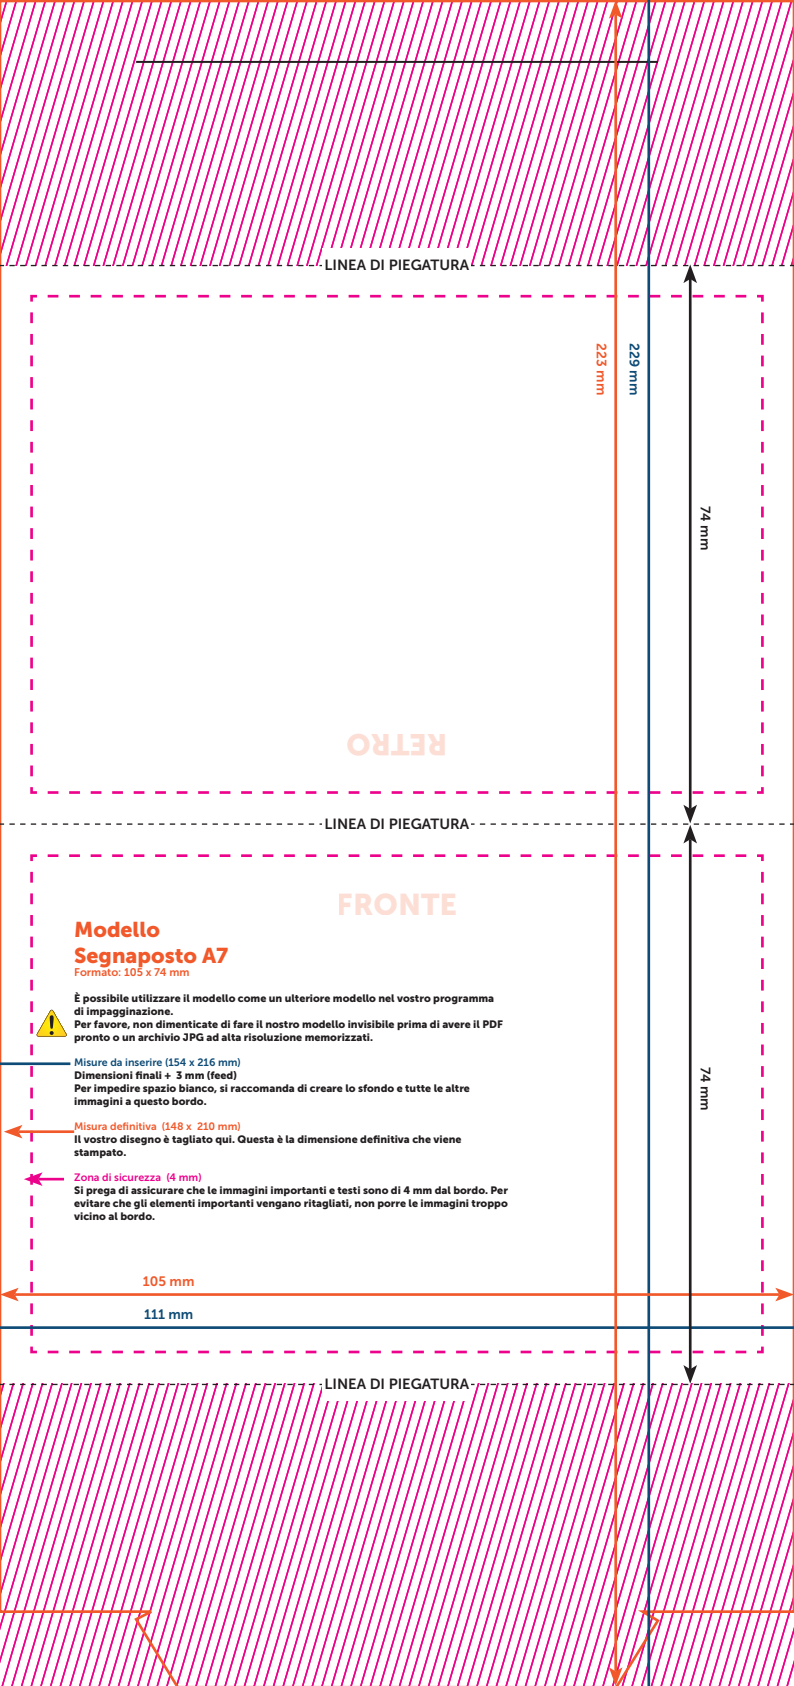 LINEA DI PIEGATURA
223 mm
229 mm
74 mm
RETRO
LINEA DI PIEGATURA
FRONTE
Modello
Segnaposto A7
Formato: 105 x 74 mm
È possibile utilizzare il modello come un ulteriore modello nel vostro programma
di impagginazione.
Per favore, non dimenticate di fare il nostro modello invisibile prima di avere il PDF
pronto o un archivio JPG ad alta risoluzione memorizzati.
Misure da inserire (154 x 216 mm)
Dimensioni finali + 3 mm (feed)
Per impedire spazio bianco, si raccomanda di creare lo sfondo e tutte le altre
immagini a questo bordo.
74 mm
Misura definitiva (148 x 210 mm)
Il vostro disegno è tagliato qui. Questa è la dimensione definitiva che viene
stampato.
Zona di sicurezza (4 mm)
Si prega di assicurare che le immagini importanti e testi sono di 4 mm dal bordo. Per
evitare che gli elementi importanti vengano ritagliati, non porre le immagini troppo
vicino al bordo.
105 mm
111 mm
LINEA DI PIEGATURA